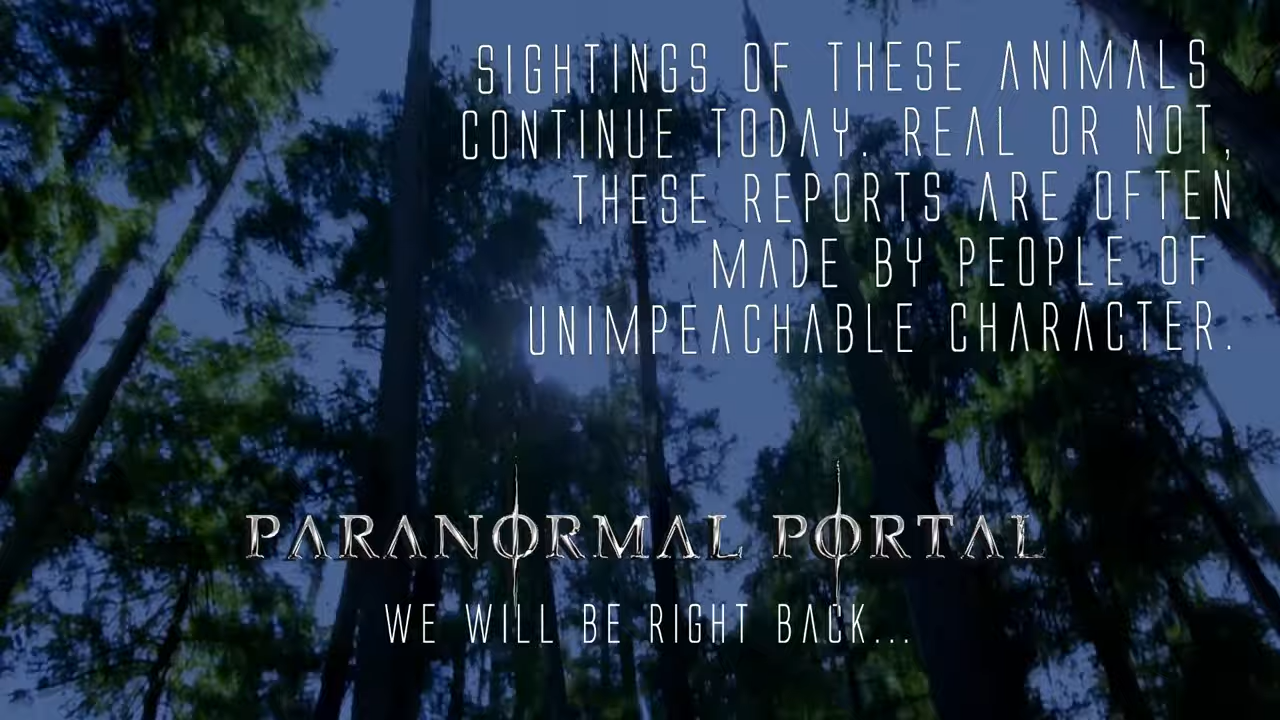 SIGHTINGS OF THESE ANIMALS
CONTINUE TODAY. REAL OR NOT,
THESE REPORTS ARE OFTEN
MADE BY PEOPLE OF
UNIMPEACHABLE CHARACTER.
PARANORMAL PORTAL
WE WILL BE RIGHT BACK...